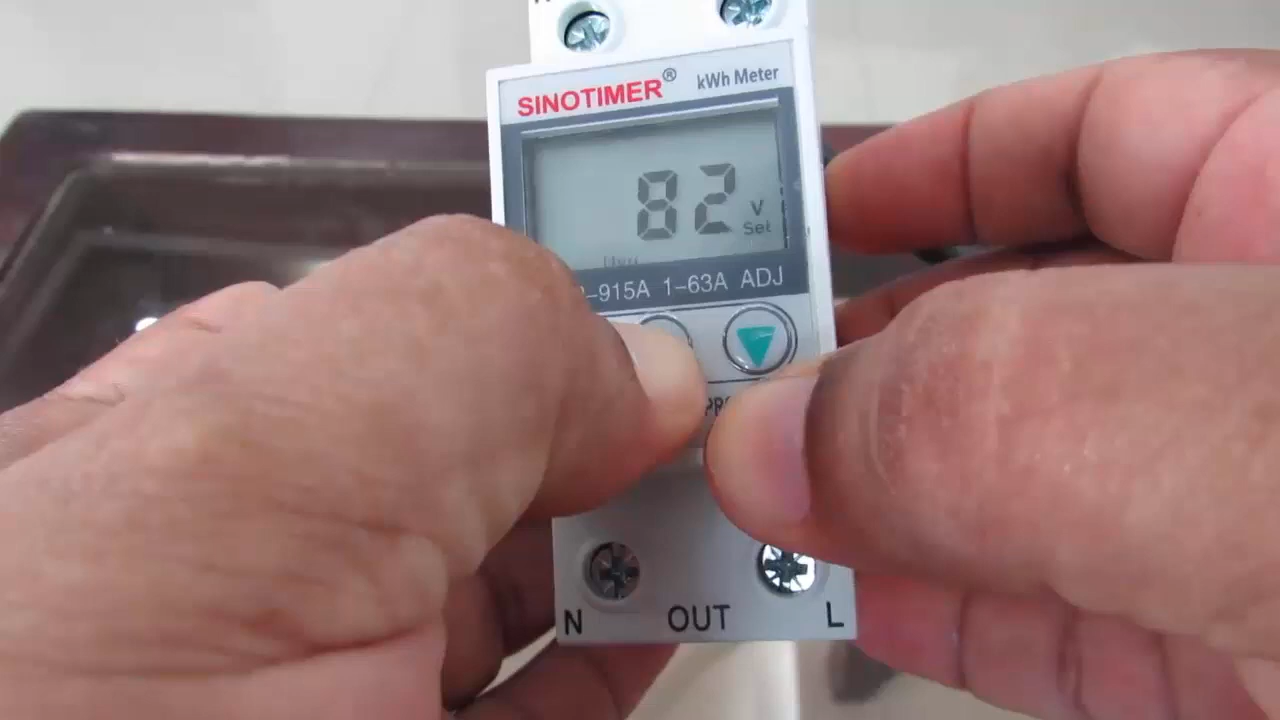 SINOTIMER® kWh Meter
82 V
Set
–915A 1–63A ADJ
N OUT L